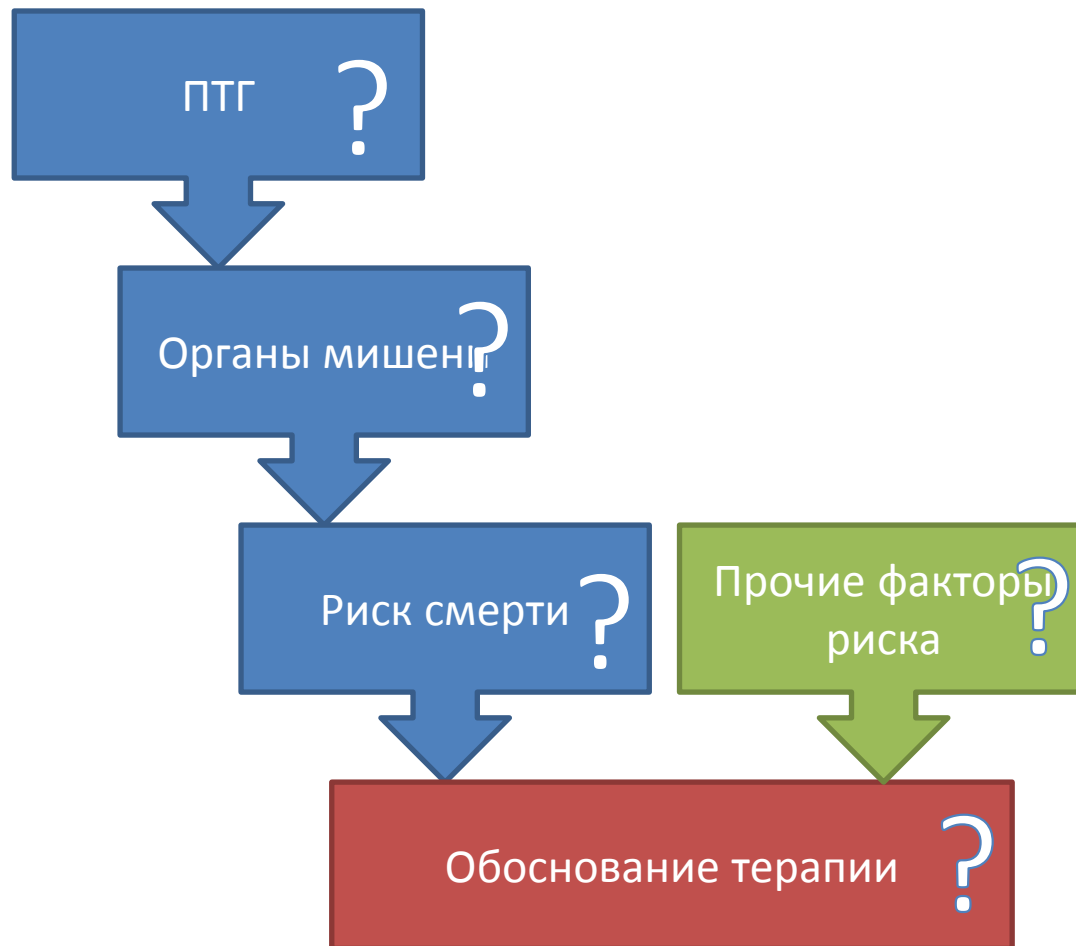 ПТГ ?
Органы мишени ?
Риск смерти ?
Прочие факторы ?
риска
Обоснование терапии ?